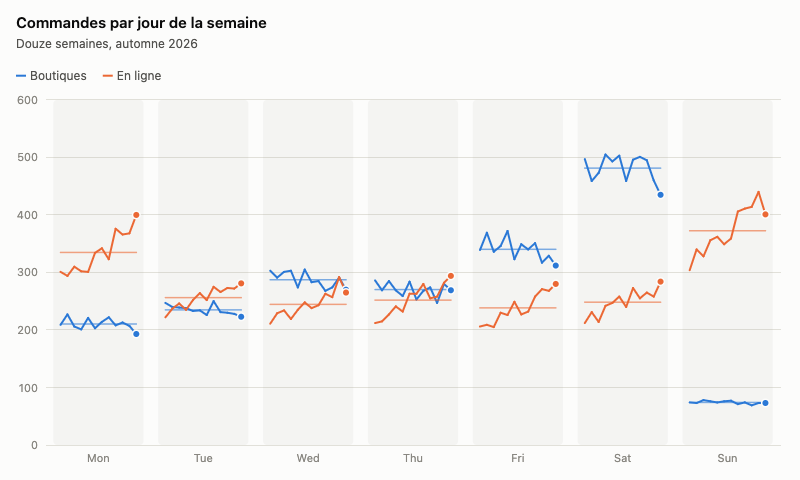 Commandes par jour de la semaine
Douze semaines, automne 2026
Boutiques En ligne
600
500
400
300
200
100
0
Mon Tue Wed Thu Fri Sat Sun